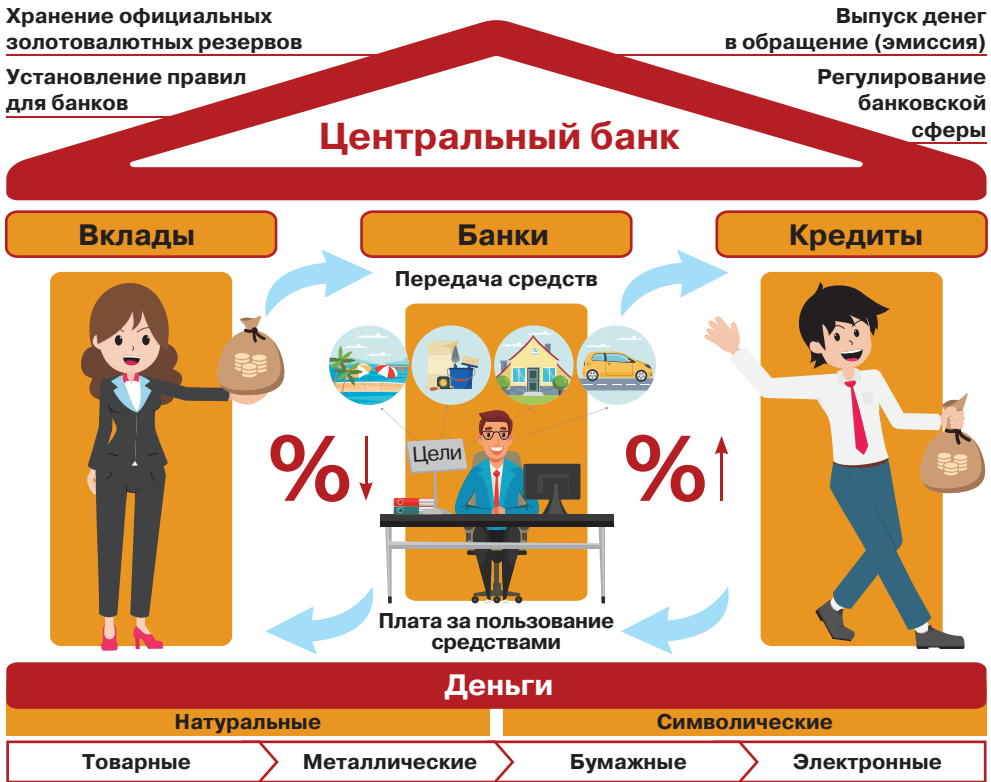 Хранение официальных
золотовалютных резервов
Установление правил
для банков
Выпуск денег
в обращение (эмиссия)
Регулирование
банковской
сферы
Центральный банк
Вклады
Банки
Кредиты
Передача средств
Цели
%
%
Плата за пользование
средствами
Деньги
Натуральные
Символические
Товарные
Металлические
Бумажные
Электронные